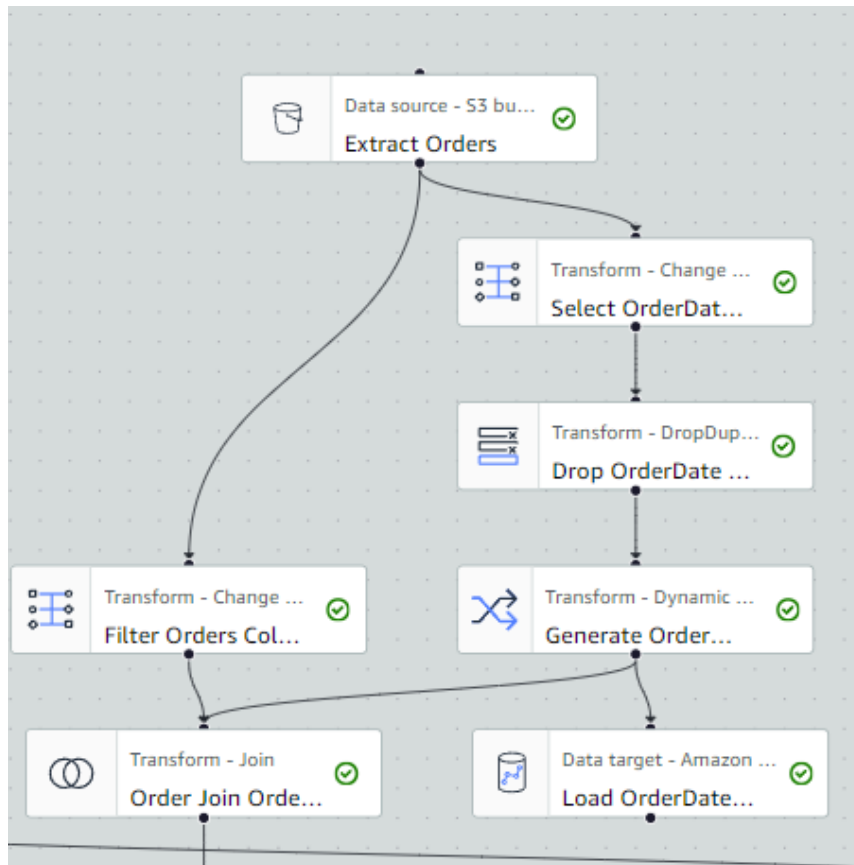 Data source - S3 bu...
Extract Orders
Transform - Change ...
Select OrderDat...
Transform - DropDup...
Drop OrderDate ...
Transform - Change ...
Filter Orders Col...
Transform - Dynamic ...
Generate Order...
Transform - Join
Order Join Orde...
Data target - Amazon ...
Load OrderDate...